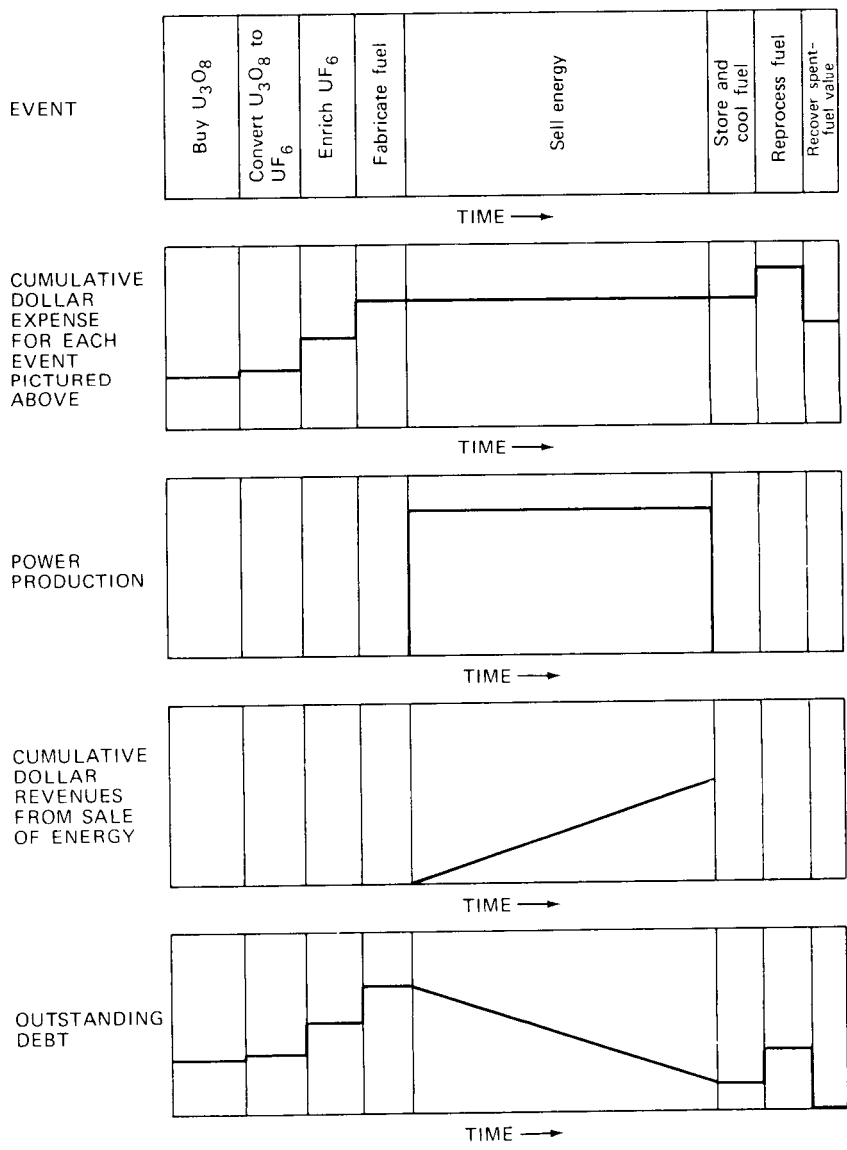 EVENT
Buy U₃O₈
Convert U₃O₈ to
UF₆
Enrich UF₆
Fabricate fuel
Sell energy
Store and
cool fuel
Reprocess fuel
Recover spent-
fuel value
TIME →
CUMULATIVE
DOLLAR
EXPENSE
FOR EACH
EVENT
PICTURED
ABOVE
TIME →
POWER
PRODUCTION
TIME →
CUMULATIVE
DOLLAR
REVENUES
FROM SALE
OF ENERGY
TIME →
OUTSTANDING
DEBT
TIME →